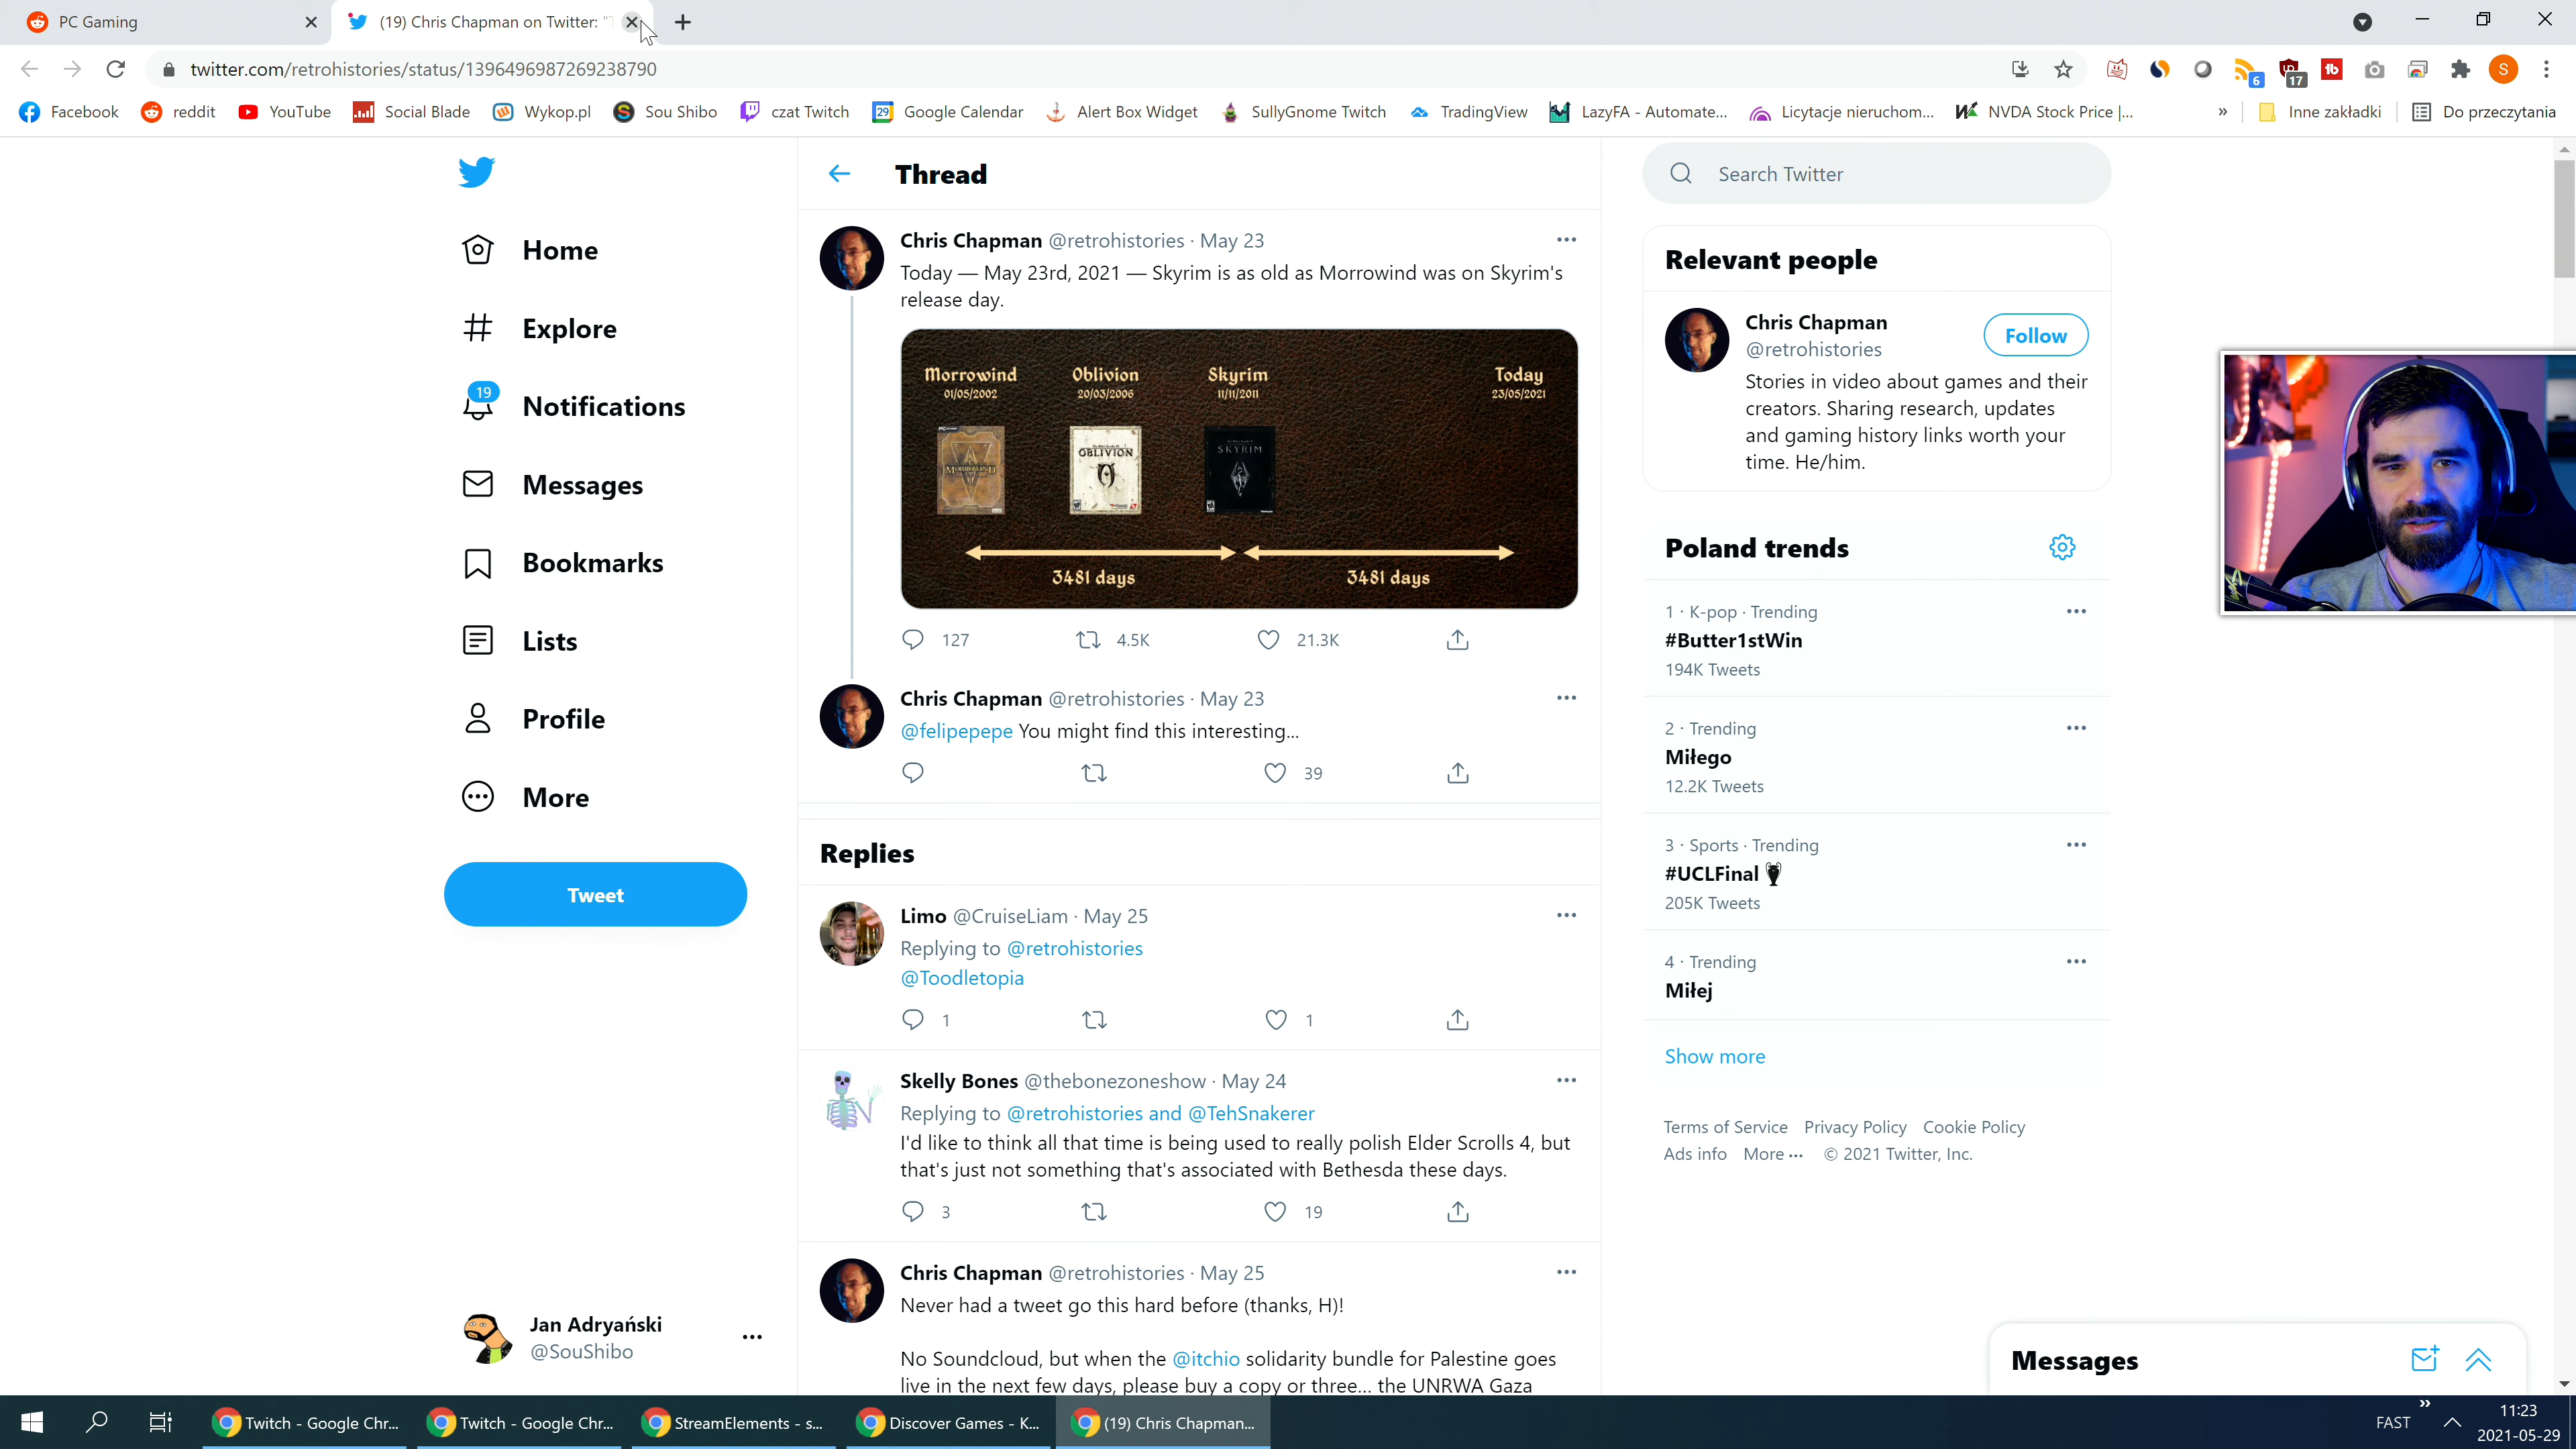 PC Gaming
(19) Chris Chapman on Twitter: "T
twitter.com/retrohistories/status/1396496987269238790
6
17
S
Facebook
reddit
YouTube
Social Blade
Wykop.pl
Sou Shibo
czat Twitch
29
Google Calendar
Alert Box Widget
SullyGnome Twitch
TradingView
LazyFA - Automate...
Licytacje nieruchom...
NVDA Stock Price |...
»
Inne zakładki
Do przeczytania
Home
Explore
19
Notifications
Messages
Bookmarks
Lists
Profile
More
Tweet
Jan Adryański
@SouShibo
Thread
Chris Chapman @retrohistories · May 23
Today — May 23rd, 2021 — Skyrim is as old as Morrowind was on Skyrim's
release day.
Morrowind
01/05/2002
Oblivion
20/03/2006
Skyrim
11/11/2011
Today
23/05/2021
MORROWIND
OBLIVION
SKYRIM
3481 days
3481 days
127
4.5K
21.3K
Chris Chapman @retrohistories · May 23
@felipepepe You might find this interesting...
39
Replies
Limo @CruiseLiam · May 25
Replying to @retrohistories
@Toodletopia
1
1
Skelly Bones @thebonezoneshow · May 24
Replying to @retrohistories and @TehSnakerer
I'd like to think all that time is being used to really polish Elder Scrolls 4, but
that's just not something that's associated with Bethesda these days.
3
19
Chris Chapman @retrohistories · May 25
Never had a tweet go this hard before (thanks, H)!
No Soundcloud, but when the @itchio solidarity bundle for Palestine goes
live in the next few days, please buy a copy or three... the UNRWA Gaza
Search Twitter
Relevant people
Chris Chapman
@retrohistories
Follow
Stories in video about games and their
creators. Sharing research, updates
and gaming history links worth your
time. He/him.
Poland trends
1 · K-pop · Trending
#Butter1stWin
194K Tweets
2 · Trending
Miłego
12.2K Tweets
3 · Sports · Trending
#UCLFinal
205K Tweets
4 · Trending
Miłej
Show more
Terms of Service Privacy Policy Cookie Policy
Ads info More ··· © 2021 Twitter, Inc.
Messages
Twitch - Google Chr...
Twitch - Google Chr...
StreamElements - s...
Discover Games - K...
(19) Chris Chapman...
FAST
»
11:23
2021-05-29